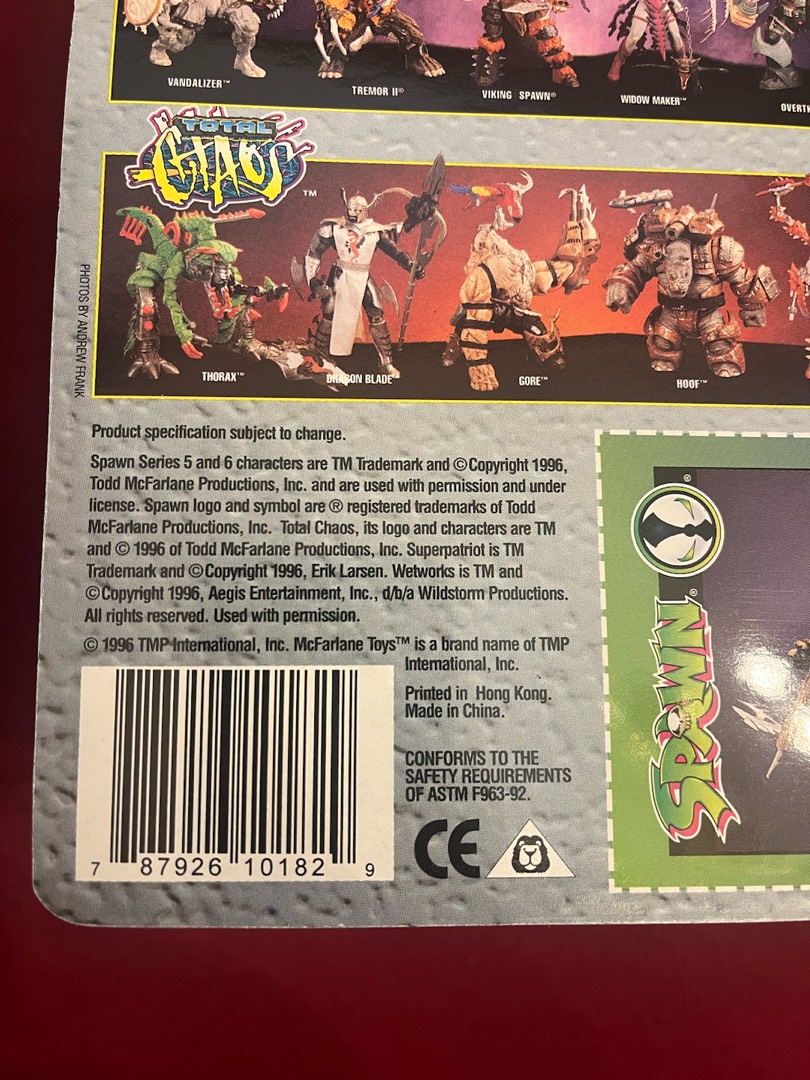 VANDALIZER™
TREMOR II®
VIKING SPAWN®
WIDOW MAKER™
TOTAL
CHAOS™
PHOTOS BY ANDREW FRANK
THORAX™
DRAGON BLADE™
GORE™
HOOF™
Product specification subject to change.
Spawn Series 5 and 6 characters are TM Trademark and ©Copyright 1996,
Todd McFarlane Productions, Inc. and are used with permission and under
license. Spawn logo and symbol are ® registered trademarks of Todd
McFarlane Productions, Inc. Total Chaos, its logo and characters are TM
and © 1996 of Todd McFarlane Productions, Inc. Superpatriot is TM
Trademark and ©Copyright 1996, Erik Larsen. Wetworks is TM and
©Copyright 1996, Aegis Entertainment, Inc., d/b/a Wildstorm Productions.
All rights reserved. Used with permission.
© 1996 TMP International, Inc. McFarlane Toys™ is a brand name of TMP
International, Inc.
Printed in Hong Kong.
Made in China.
CONFORMS TO THE
SAFETY REQUIREMENTS
OF ASTM F963-92.
CE
7 87926 10182 9
®
SPAWN®